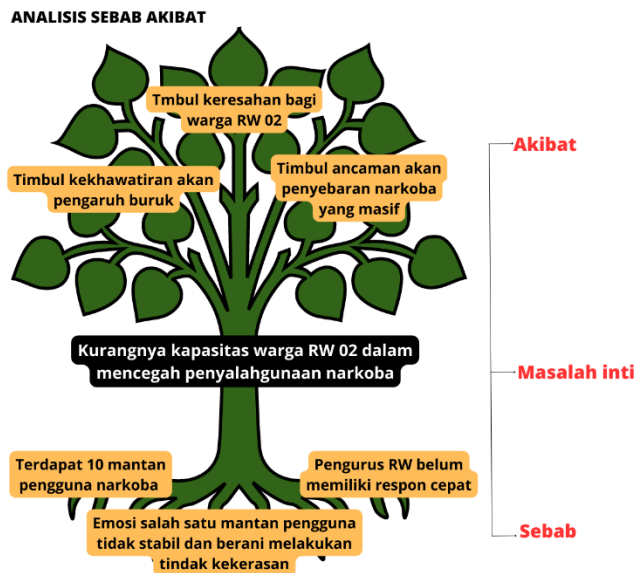 ANALISIS SEBAB AKIBAT
Tmbul keresahan bagi
warga RW 02
Timbul kekhawatiran akan
pengaruh buruk
Timbul ancaman akan
penyebaran narkoba
yang masif
Akibat
Kurangnya kapasitas warga RW 02 dalam
mencegah penyalahgunaan narkoba
Masalah inti
Terdapat 10 mantan
pengguna narkoba
Pengurus RW belum
memiliki respon cepat
Emosi salah satu mantan pengguna
tidak stabil dan berani melakukan
tindak kekerasan
Sebab